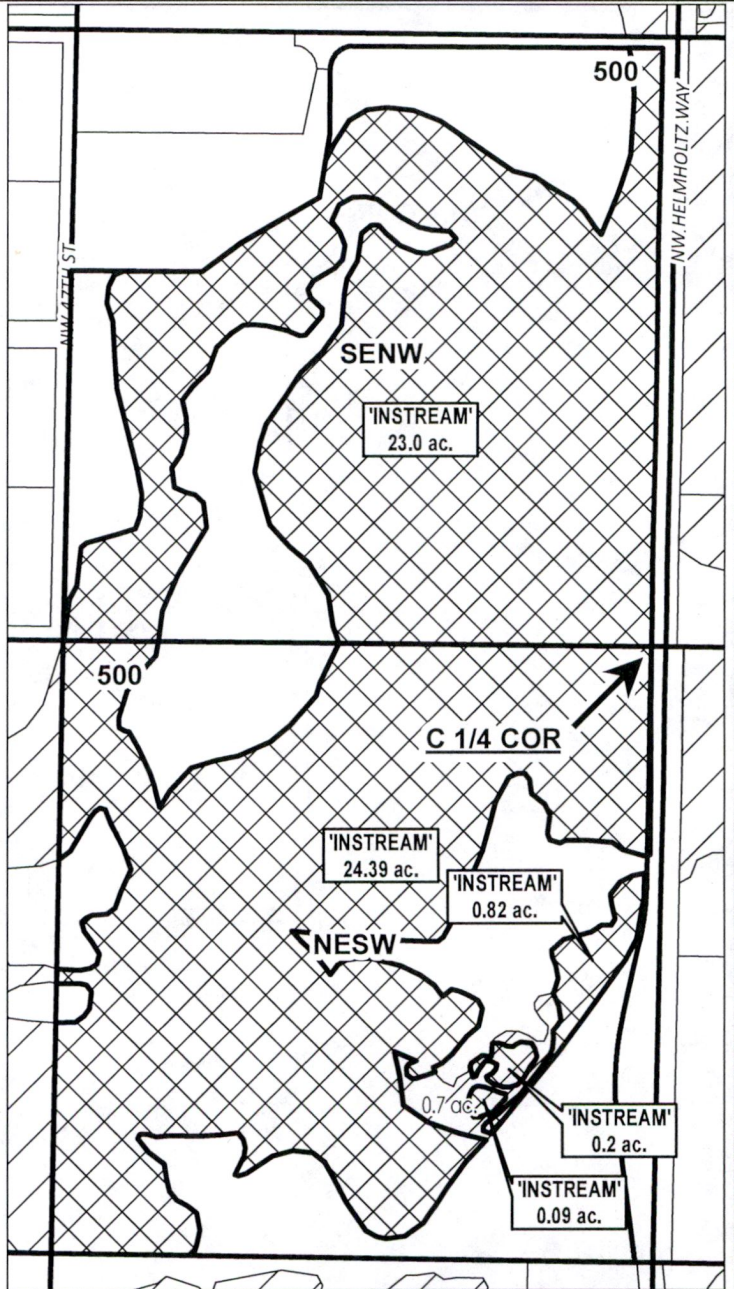 500
NW. HELMHOLTZ.WAY
NW 47TH ST.
SENW
'INSTREAM'
23.0 ac.
500
C 1/4 COR
'INSTREAM'
24.39 ac.
'INSTREAM'
0.82 ac.
NESW
0.7 ac.
'INSTREAM'
0.2 ac.
'INSTREAM'
0.09 ac.